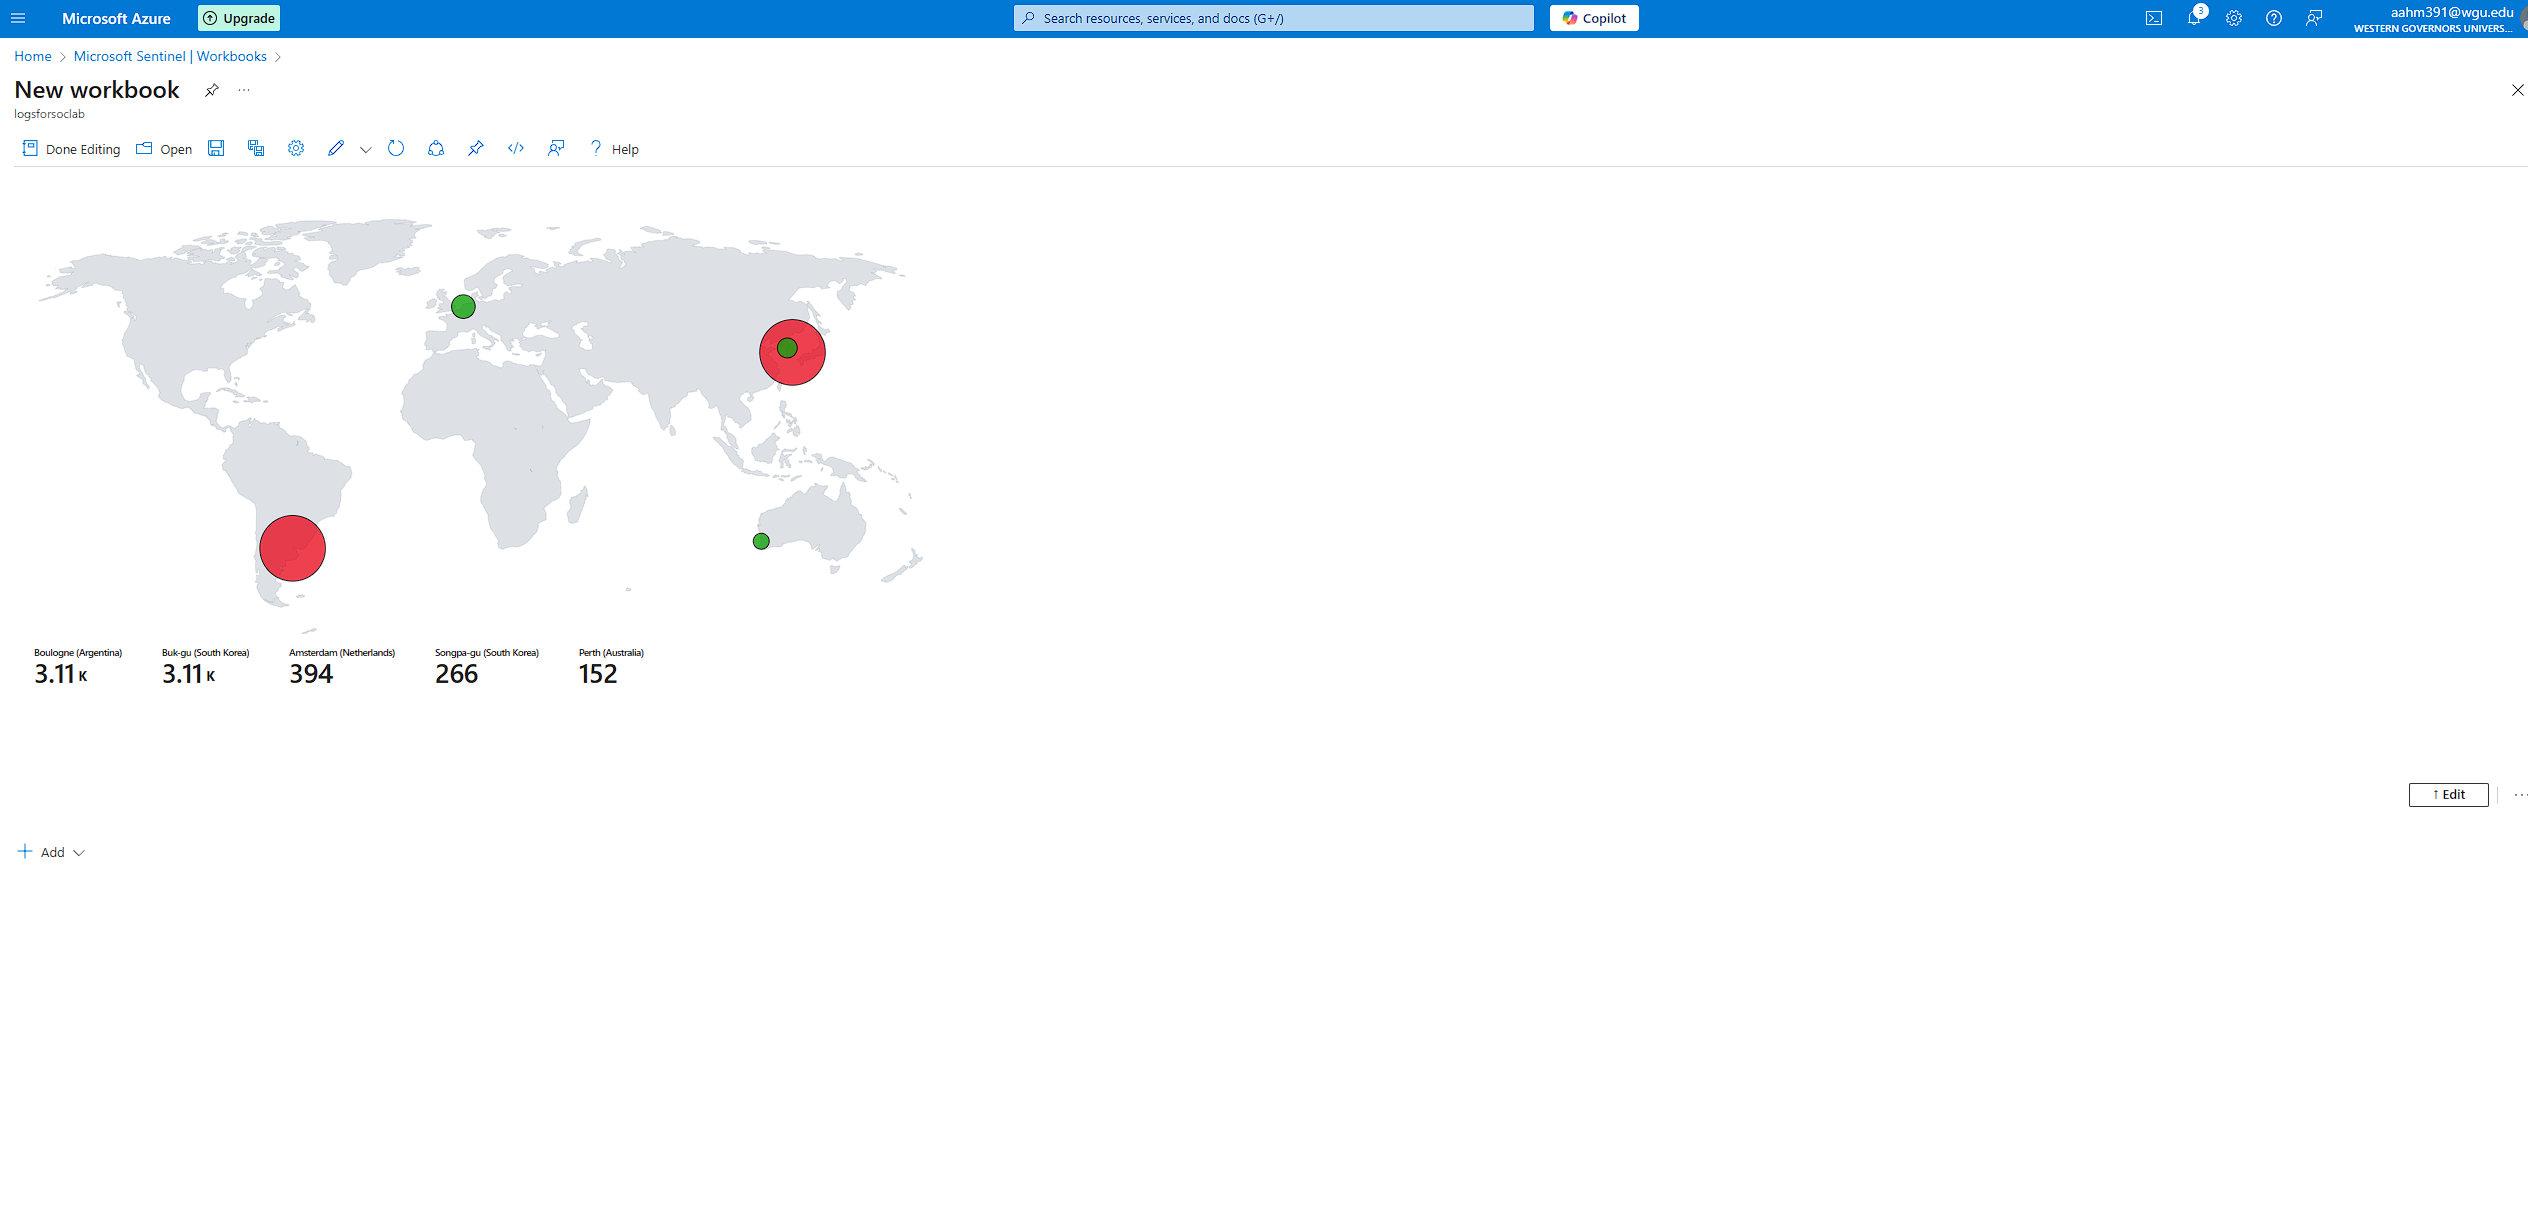 Microsoft Azure
Upgrade
Search resources, services, and docs (G+/)
Copilot
3
aahm391@wgu.edu
WESTERN GOVERNORS UNIVERS...
Home > Microsoft Sentinel | Workbooks >
New workbook
logsforsoclab
Done Editing
Open
? Help
Boulogne (Argentina)
3.11 K
Buk-gu (South Korea)
3.11 K
Amsterdam (Netherlands)
394
Songpa-gu (South Korea)
266
Perth (Australia)
152
↑ Edit
+ Add